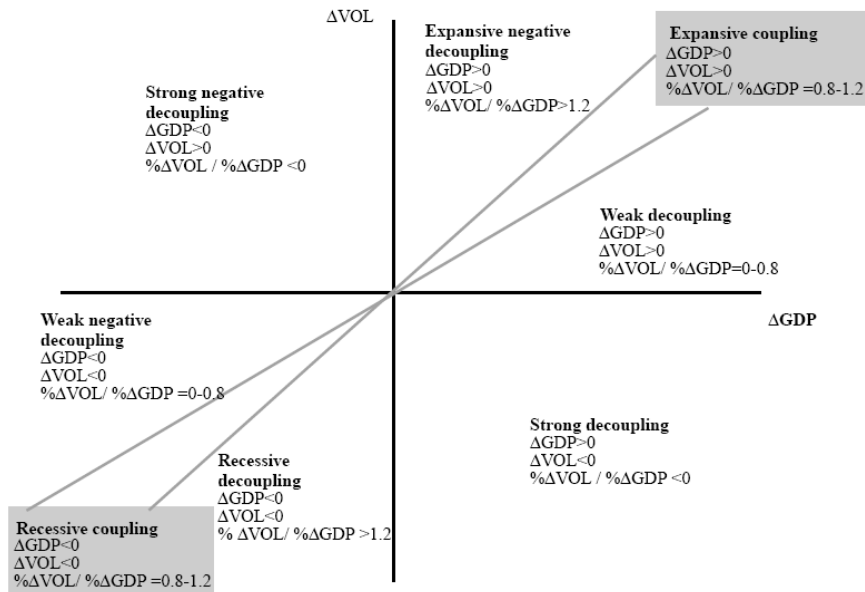 ΔVOL
Expansive negative
decoupling
ΔGDP>0
ΔVOL>0
%ΔVOL/ %ΔGDP>1.2
Expansive coupling
ΔGDP>0
ΔVOL>0
%ΔVOL/ %ΔGDP =0.8-1.2
Strong negative
decoupling
ΔGDP<0
ΔVOL>0
%ΔVOL / %ΔGDP <0
Weak decoupling
ΔGDP>0
ΔVOL>0
%ΔVOL/ %ΔGDP=0-0.8
ΔGDP
Weak negative
decoupling
ΔGDP<0
ΔVOL<0
%ΔVOL/ %ΔGDP =0-0.8
Strong decoupling
ΔGDP>0
ΔVOL<0
%ΔVOL / %ΔGDP <0
Recessive
decoupling
ΔGDP<0
ΔVOL<0
% ΔVOL/ %ΔGDP >1.2
Recessive coupling
ΔGDP<0
ΔVOL<0
%ΔVOL/ %ΔGDP =0.8-1.2